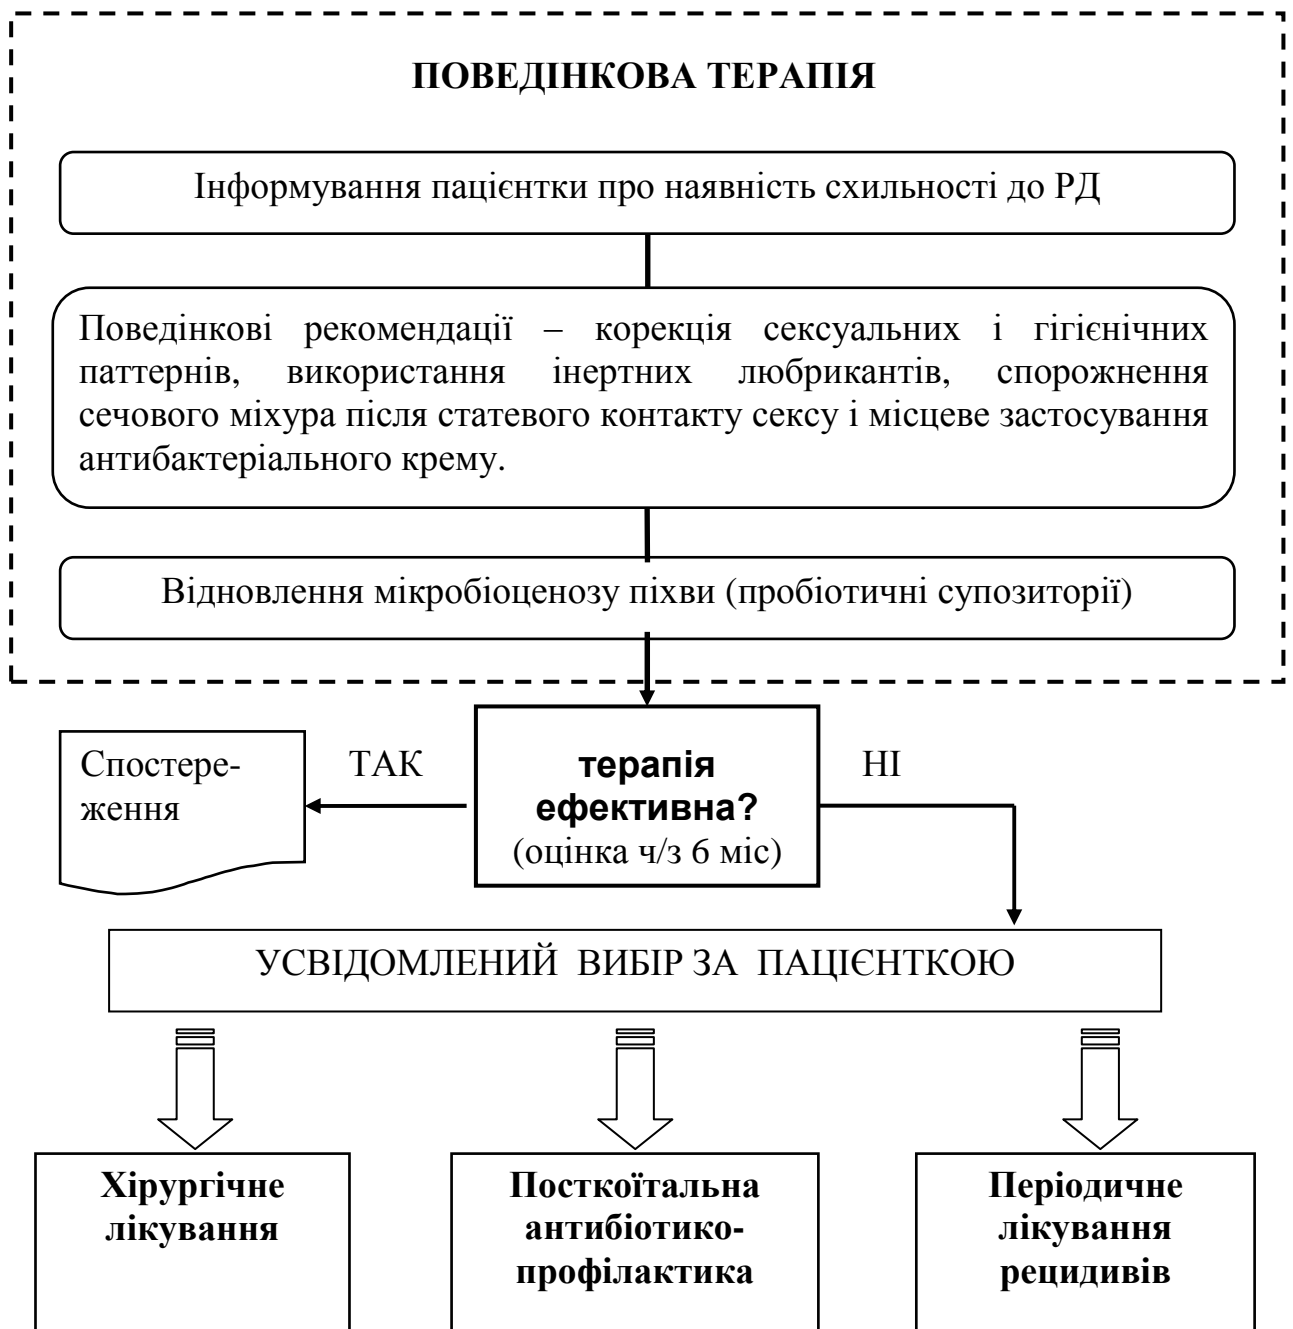 ПОВЕДІНКОВА ТЕРАПІЯ
Інформування пацієнтки про наявність схильності до РД
Поведінкові рекомендації – корекція сексуальних і гігієнічних
паттернів, використання інертних любрикантів, спорожнення
сечового міхура після статевого контакту сексу і місцеве застосування
антибактеріального крему.
Відновлення мікробіоценозу піхви (пробіотичні супозиторії)
Спостере-
ження
ТАК
терапія
ефективна?
(оцінка ч/з 6 міс)
НІ
УСВІДОМЛЕНИЙ ВИБІР ЗА ПАЦІЄНТКОЮ
Хірургічне
лікування
Посткоїтальна
антибіотико-
профілактика
Періодичне
лікування
рецидивів